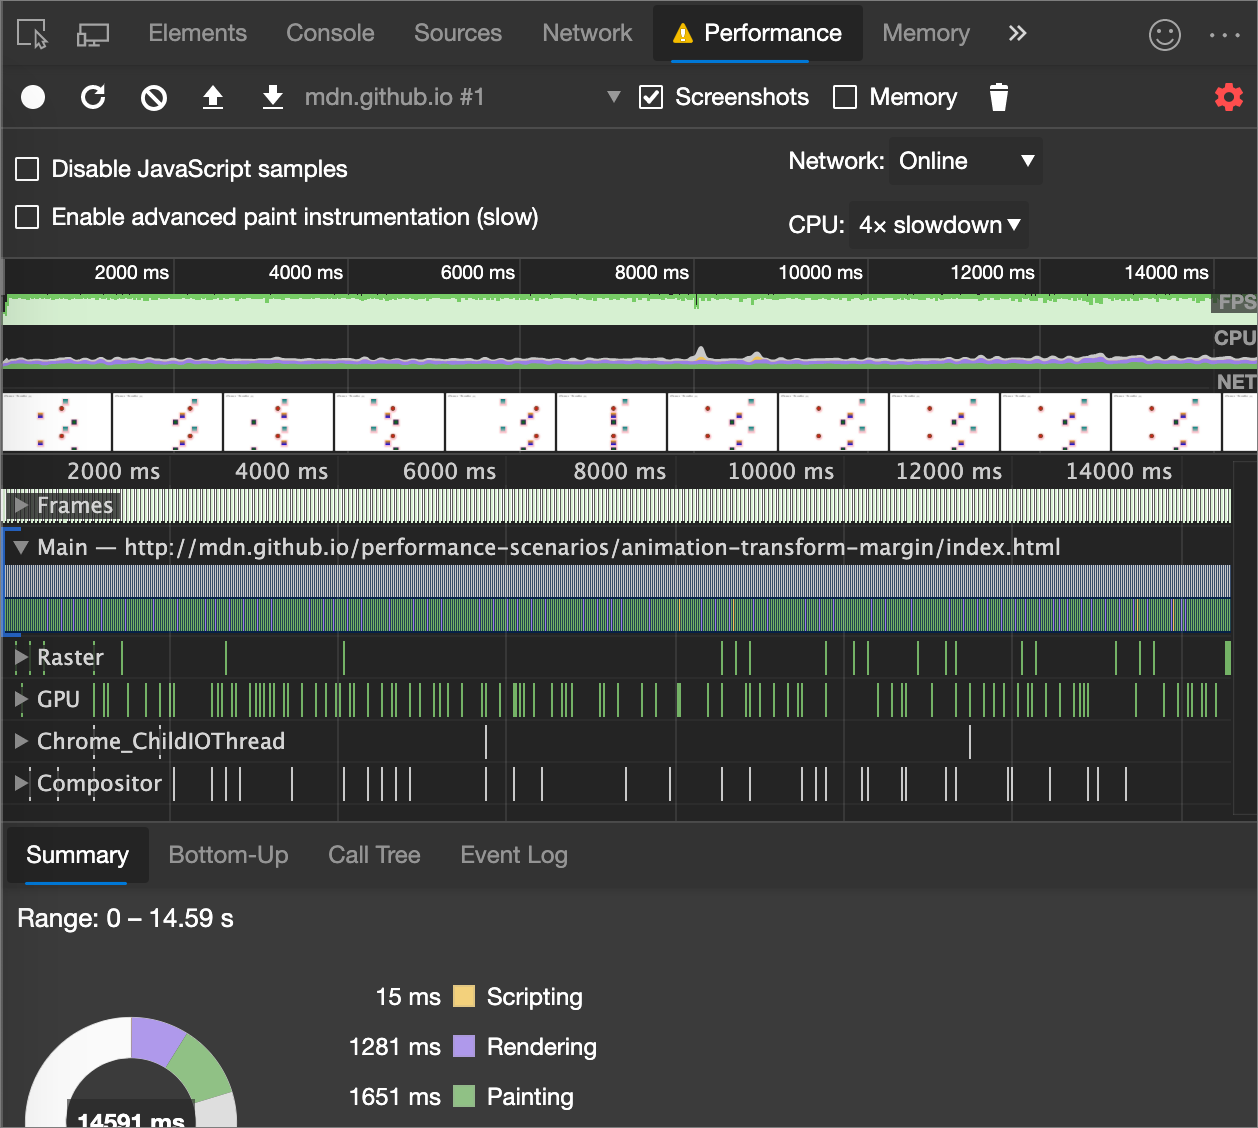 Elements Console Sources Network Performance Memory »
mdn.github.io #1 Screenshots Memory
Disable JavaScript samples
Network: Online
Enable advanced paint instrumentation (slow)
CPU: 4× slowdown
2000 ms 4000 ms 6000 ms 8000 ms 10000 ms 12000 ms 14000 ms
FPS
CPU
NET
2000 ms 4000 ms 6000 ms 8000 ms 10000 ms 12000 ms 14000 ms
Frames
Main — http://mdn.github.io/performance-scenarios/animation-transform-margin/index.html
Raster
GPU
Chrome_ChildIOThread
Compositor
Summary Bottom-Up Call Tree Event Log
Range: 0 – 14.59 s
15 ms Scripting
1281 ms Rendering
1651 ms Painting
14591 ms